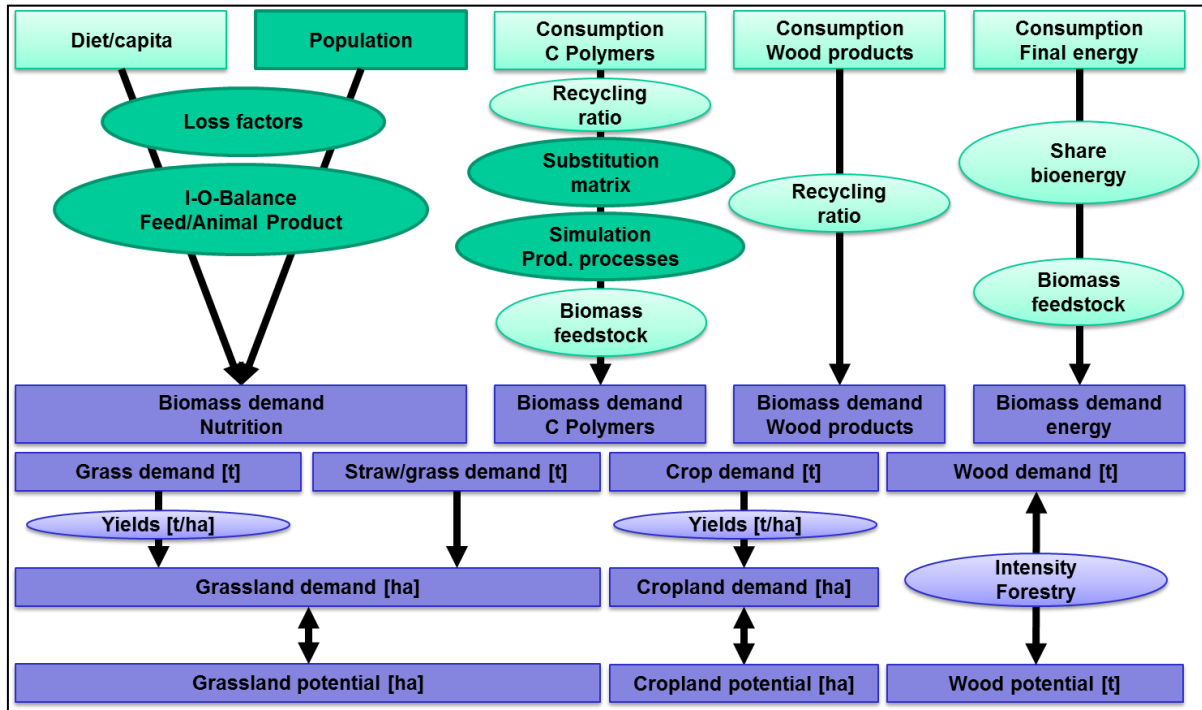 Diet/capita
Population
Consumption
C Polymers
Consumption
Wood products
Consumption
Final energy
Loss factors
I-O-Balance
Feed/Animal Product
Recycling
ratio
Substitution
matrix
Simulation
Prod. processes
Biomass
feedstock
Recycling
ratio
Share
bioenergy
Biomass
feedstock
Biomass demand
Nutrition
Biomass demand
C Polymers
Biomass demand
Wood products
Biomass demand
energy
Grass demand [t]
Straw/grass demand [t]
Crop demand [t]
Wood demand [t]
Yields [t/ha]
Yields [t/ha]
Intensity
Forestry
Grassland demand [ha]
Cropland demand [ha]
Grassland potential [ha]
Cropland potential [ha]
Wood potential [t]